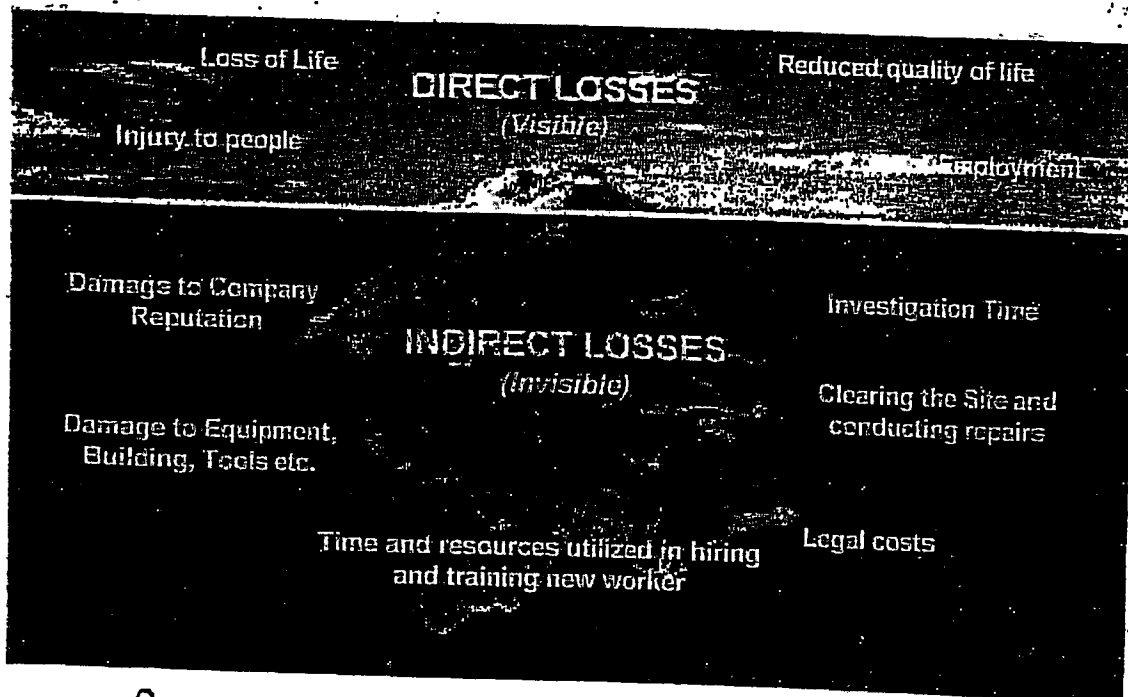 Loss of Life
DIRECT LOSSES
(Visible)
Reduced quality of life
Injury to people
Damage to Company
Reputation
INDIRECT LOSSES
(Invisible)
Investigation Time
Damage to Equipment,
Building, Tools etc.
Clearing the Site and
conducting repairs
Time and resources utilized in hiring
and training new worker
Legal costs